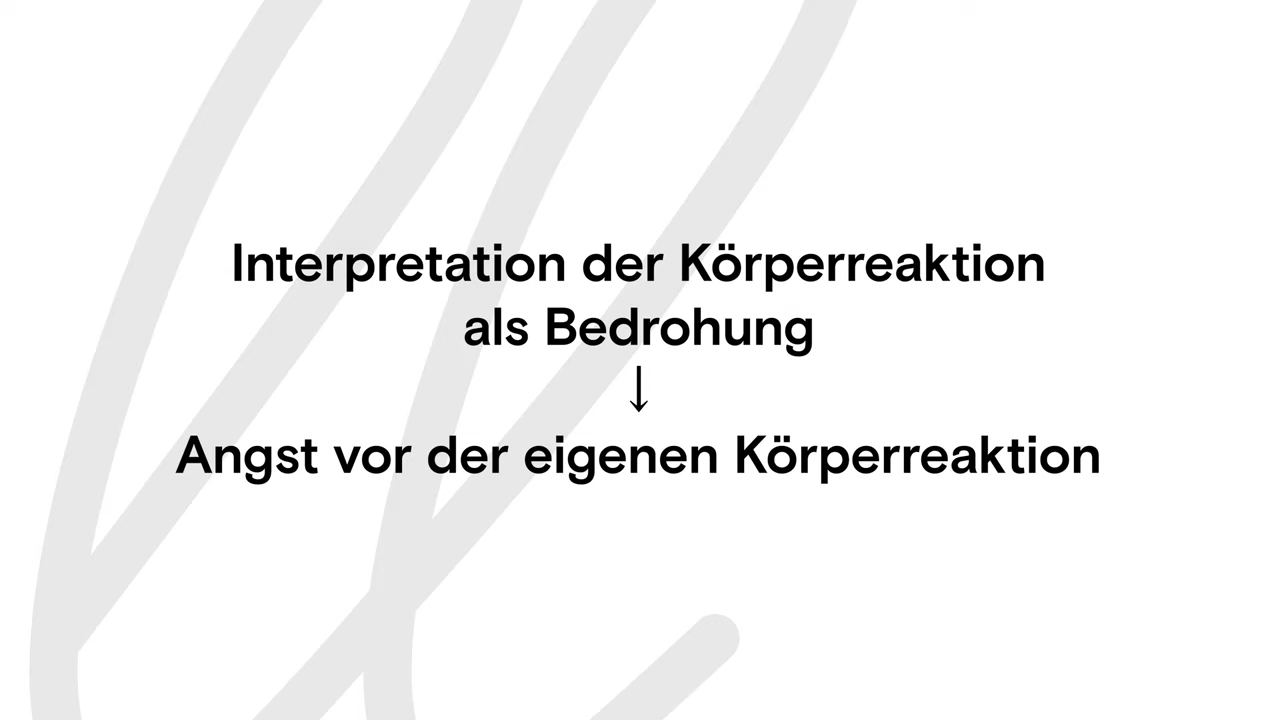 Interpretation der Körperreaktion
als Bedrohung
↓
Angst vor der eigenen Körperreaktion